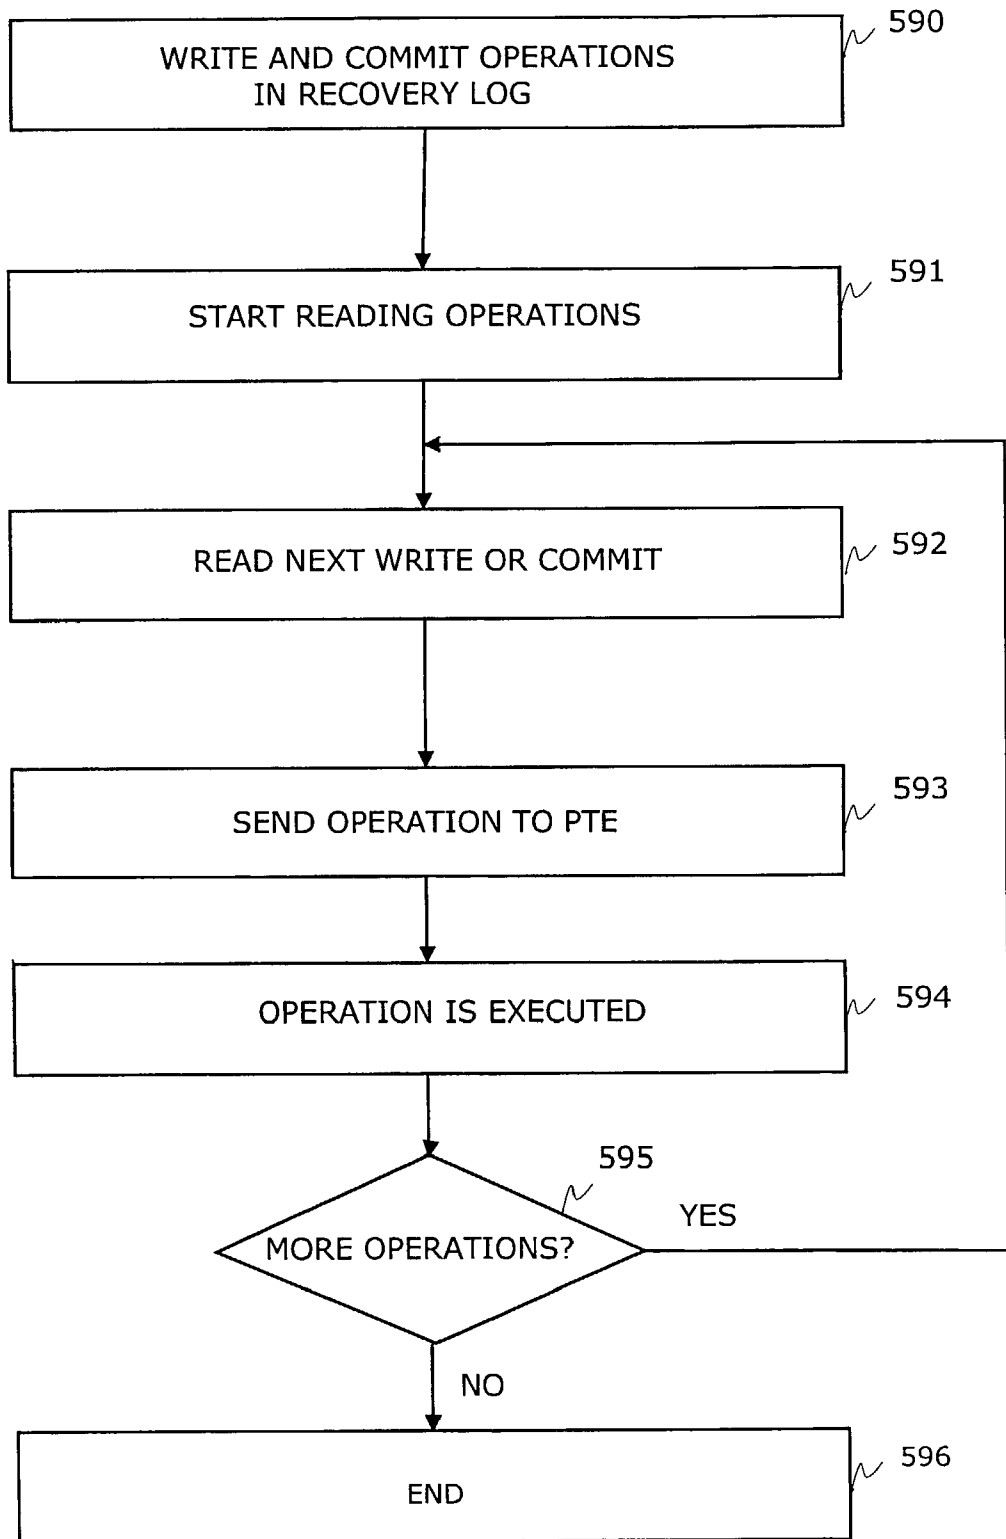 590
WRITE AND COMMIT OPERATIONS
IN RECOVERY LOG
591
START READING OPERATIONS
592
READ NEXT WRITE OR COMMIT
593
SEND OPERATION TO PTE
594
OPERATION IS EXECUTED
595
YES
MORE OPERATIONS?
NO
596
END